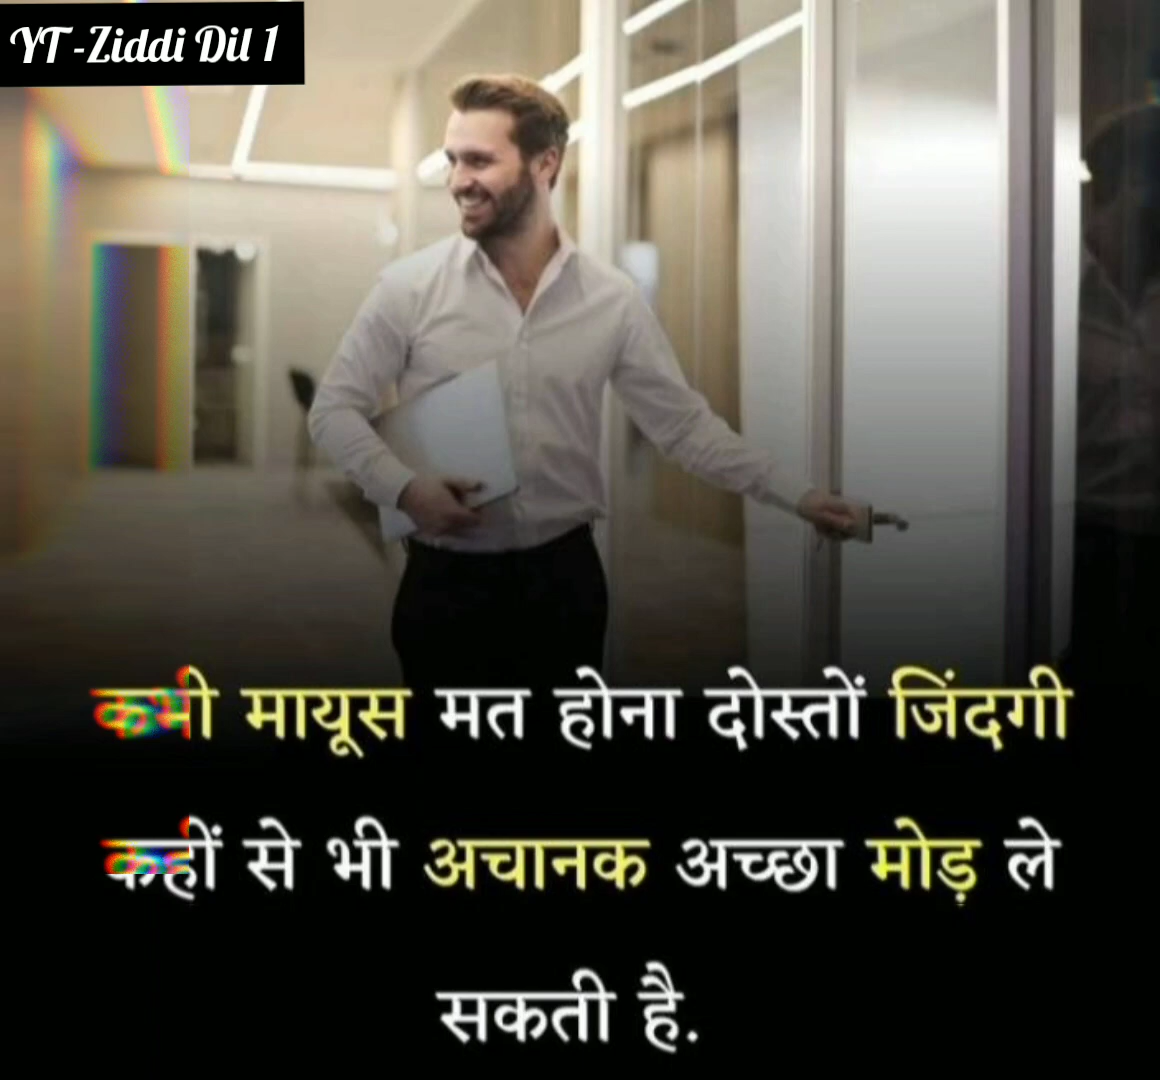 YT-Ziddi Dil 1
कभी मायूस मत होना दोस्तों जिंदगी
कहीं से भी अचानक अच्छा मोड़ ले
सकती है.